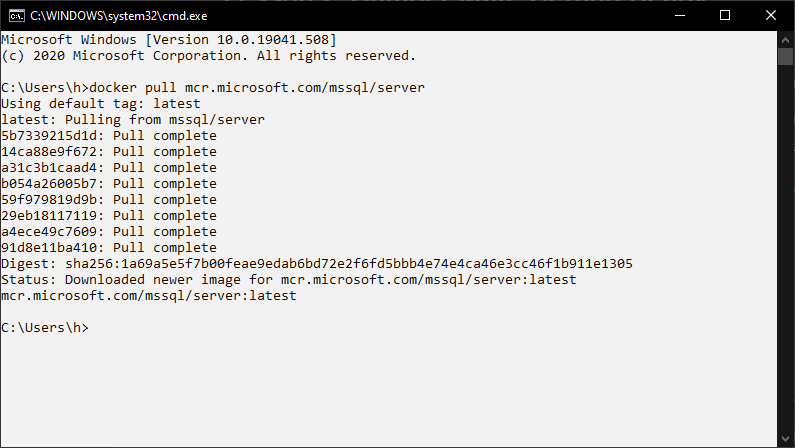 C:\WINDOWS\system32\cmd.exe
Microsoft Windows [Version 10.0.19041.508]
(c) 2020 Microsoft Corporation. All rights reserved.
C:\Users\h>docker pull mcr.microsoft.com/mssql/server
Using default tag: latest
latest: Pulling from mssql/server
5b7339215d1d: Pull complete
14ca88e9f672: Pull complete
a31c3b1caad4: Pull complete
b054a26005b7: Pull complete
59f979819d9b: Pull complete
29eb18117119: Pull complete
a4ece49c7609: Pull complete
91d8e11ba410: Pull complete
Digest: sha256:1a69a5e5f7b00feae9edab6bd72e2f6fd5bbb4e74e4ca46e3cc46f1b911e1305
Status: Downloaded newer image for mcr.microsoft.com/mssql/server:latest
mcr.microsoft.com/mssql/server:latest
C:\Users\h>